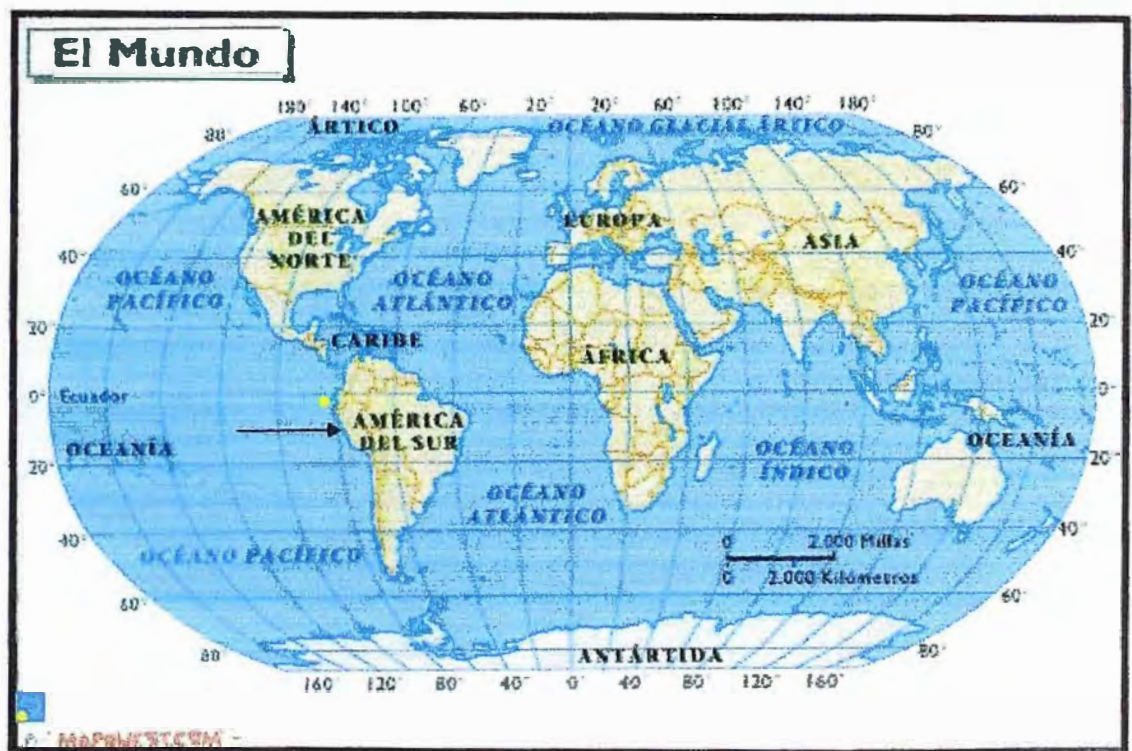 El Mundo
180° 140° 100° 60° 20° 20° 60° 100° 140° 180°
80° ÁRTICO OCÉANO GLACIAL ÁRTICO 80°
60° 60°
AMÉRICA
DEL
NORTE
EUROPA
ASIA
40° 40°
OCÉANO
PACÍFICO
OCÉANO
ATLÁNTICO
OCÉANO
PACÍFICO
20° 20°
CARIBE
ÁFRICA
0° Ecuador 0°
AMÉRICA
DEL SUR
OCEANÍA
OCEANÍA
20° 20°
OCÉANO
ÍNDICO
OCÉANO
ATLÁNTICO
40° 40°
OCÉANO PACÍFICO
0 2.000 Millas
0 2.000 Kilómetros
60° 60°
80° 80°
ANTÁRTIDA
160° 120° 80° 40° 0° 40° 80° 120° 160°